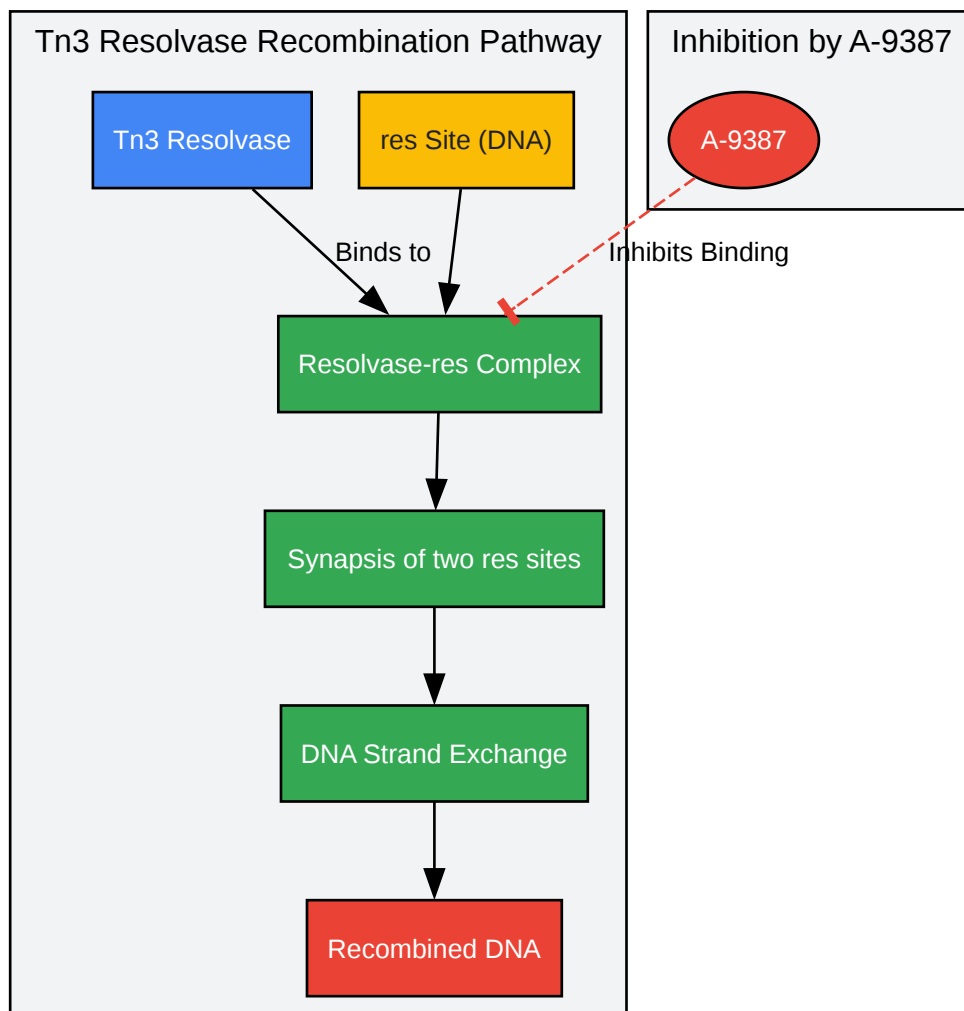 Tn3 Resolvase Recombination Pathway
Inhibition by A-9387
Tn3 Resolvase
res Site (DNA)
A-9387
Binds to
Inhibits Binding
Resolvase-res Complex
Synapsis of two res sites
DNA Strand Exchange
Recombined DNA